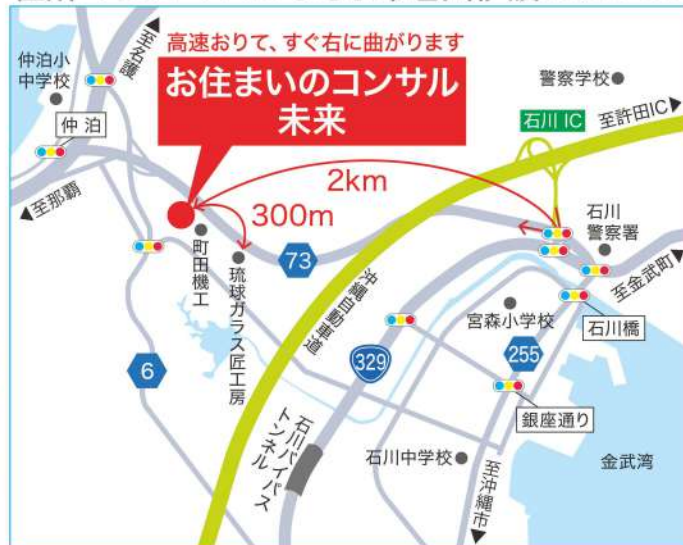 至名護
高速おりて、すぐ右に曲がります
お住まいのコンサル
未来
仲泊小
中学校
仲泊
警察学校
石川 IC
至許田IC
至那覇
2km
300m
町田機工
琉球ガラス匠工房
73
沖縄自動車道
石川
警察署
至金武町
石川橋
宮森小学校
6
329
255
銀座通り
石川バイパス
トンネル
石川中学校
至沖縄市
金武湾